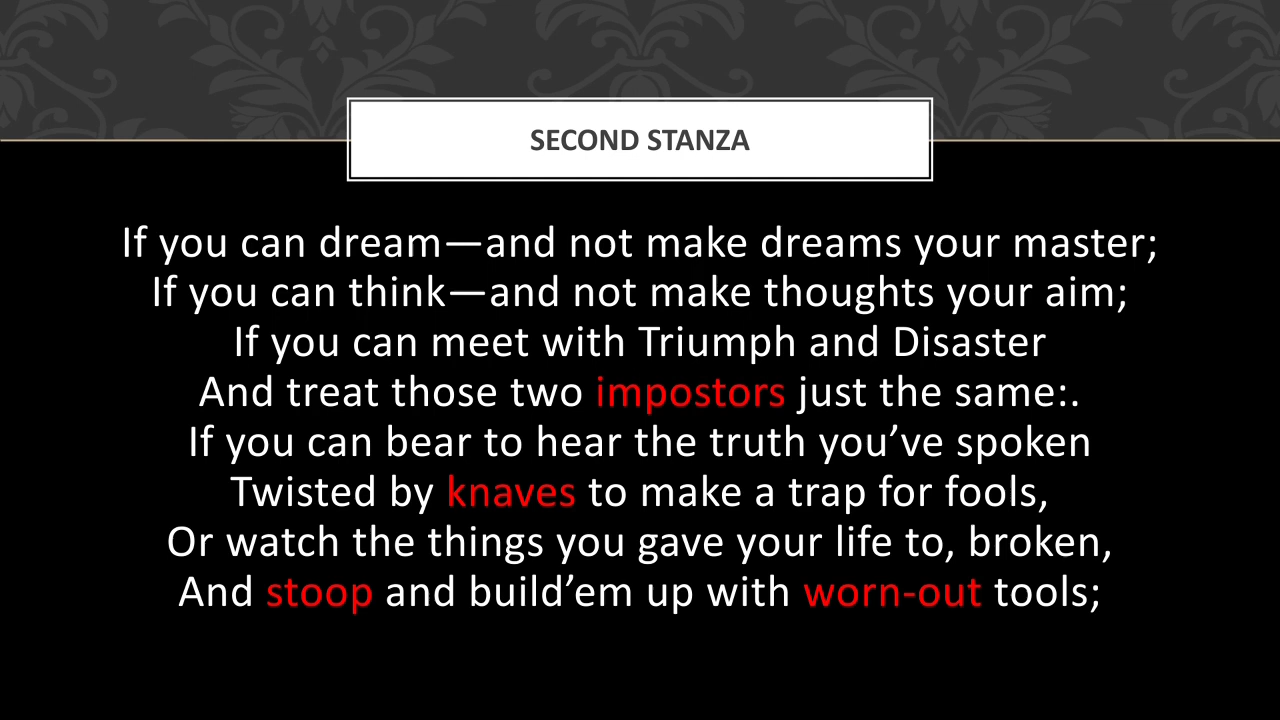 SECOND STANZA
If you can dream—and not make dreams your master;
If you can think—and not make thoughts your aim;
If you can meet with Triumph and Disaster
And treat those two impostors just the same:.
If you can bear to hear the truth you’ve spoken
Twisted by knaves to make a trap for fools,
Or watch the things you gave your life to, broken,
And stoop and build’em up with worn-out tools;